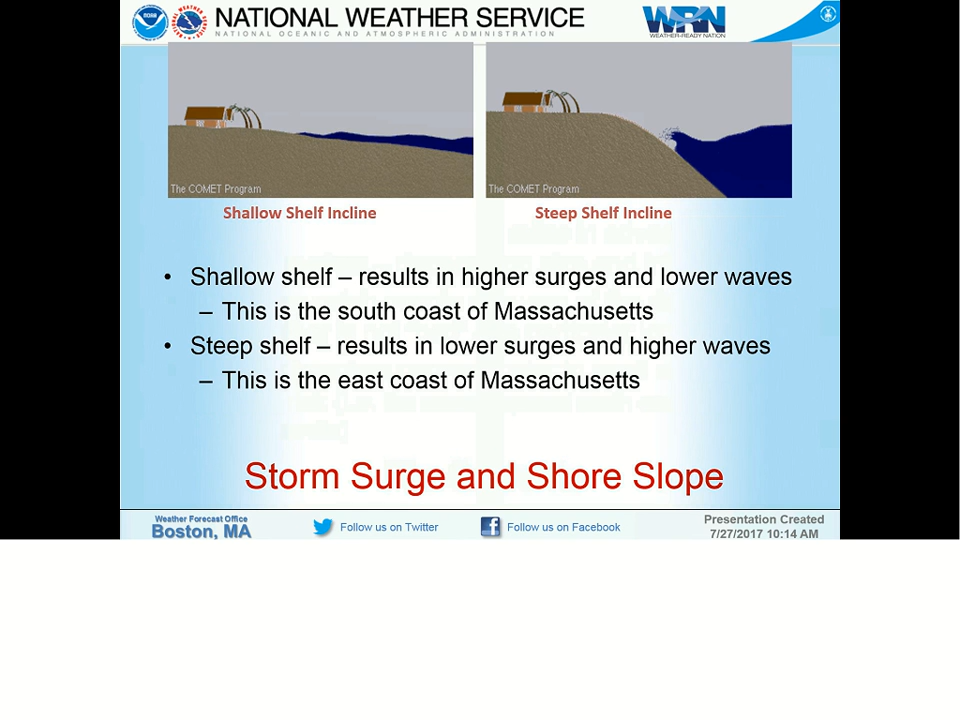 NATIONAL WEATHER SERVICE
NATIONAL OCEANIC AND ATMOSPHERIC ADMINISTRATION
WRN
WEATHER-READY NATION
The COMET Program
The COMET Program
Shallow Shelf Incline
Steep Shelf Incline
• Shallow shelf – results in higher surges and lower waves
– This is the south coast of Massachusetts
• Steep shelf – results in lower surges and higher waves
– This is the east coast of Massachusetts
Storm Surge and Shore Slope
Weather Forecast Office
Boston, MA
Follow us on Twitter
Follow us on Facebook
Presentation Created
7/27/2017 10:14 AM